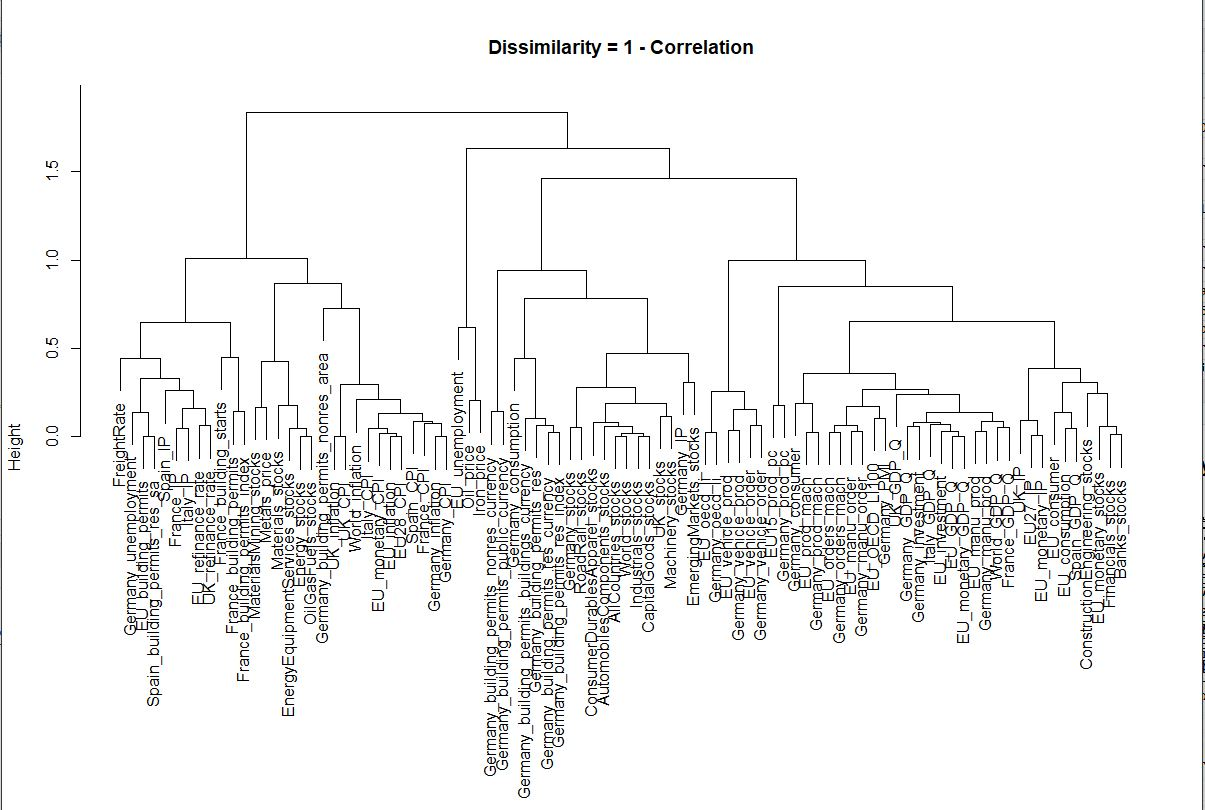 Dissimilarity = 1 - Correlation
Height
0.0
0.5
1.0
1.5
FreightRate
Germany_unemployment
EU_building_permits
Spain_building_permits_res_sa
Spain_IP
France_IP
Italy_IP
EU_refinance_rate
UK_refinance_rate
France_building_starts
France_building_permits
France_building_permits_index
MaterialsMining_stocks
Metals_price
Materials_stocks
EnergyEquipmentServices_stocks
Energy_stocks
OilGasFuels_stocks
Germany_building_permits_nonres_area
UK_inflation
UK_CPI
World_inflation
Italy_CPI
EU_monetary_CPI
EU_inflation
EU28_CPI
Spain_CPI
France_CPI
Germany_inflation
Germany_CPI
EU_unemployment
Oil_price
Iron_price
Germany_building_permits_nonres_currency
Germany_building_permits_public_currency
Germany_consumption
Germany_building_permits_buildings_currency
Germany_building_permits_res
Germany_building_permits_res_currency
Germany_building_permits_res_index
Germany_stocks
RoadRail_stocks
ConsumerDurablesApparel_stocks
AutomobilesComponents_stocks
AllCountries_stocks
World_stocks
Industrials_stocks
CapitalGoods_stocks
UK_stocks
Machinery_stocks
Germany_IP
EmergingMarkets_stocks
EU_oecd_li
Germany_oecd_li
EU_vehicle_prod
Germany_vehicle_prod
EU_vehicle_order
Germany_vehicle_order
EU15_prod_pc
Germany_prod_pc
Germany_consumer
EU_prod_mach
Germany_prod_mach
EU_orders_mach
Germany_orders_mach
EU_manu_order
Germany_manu_order
EU_OECD_LI100
Germany_PMI
UK_GDP_Q
Germany_GDP_Q
Germany_investment
Italy_GDP_Q
EU_investment
EU_GDP_Q
EU_monetary_GDP_Q
EU_manu_prod
Germany_manu_prod
World_GDP_Q
France_GDP_Q
UK_IP
EU27_IP
EU_monetary_IP
EU_consumer
EU_consumption
Spain_GDP_Q
ConstructionEngineering_stocks
EU_monetary_stocks
Financials_stocks
Banks_stocks